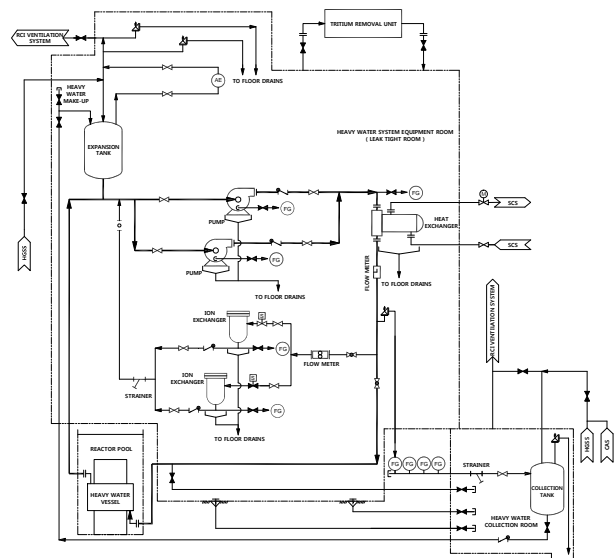 RCI VENTILATION
SYSTEM
TRITIUM REMOVAL UNIT
TO FLOOR DRAINS
AE
HEAVY
WATER
MAKE-UP
EXPANSION
TANK
HEAVY WATER SYSTEM EQUIPMENT ROOM
( LEAK TIGHT ROOM )
FG
M
SCS
FG
PUMP
HEAT
EXCHANGER
SCS
HGSS
FG
PUMP
FLOW METER
TO FLOOR DRAINS
TO FLOOR DRAINS
RCI VENTILATION SYSTEM
ION
EXCHANGER
S
FG
FLOW METER
ION
EXCHANGER
S
STRAINER
FG
TO FLOOR DRAINS
HGSS
CAS
REACTOR POOL
HEAVY WATER
VESSEL
FG
FG
FG
FG
STRAINER
COLLECTION
TANK
HEAVY WATER
COLLECTION ROOM